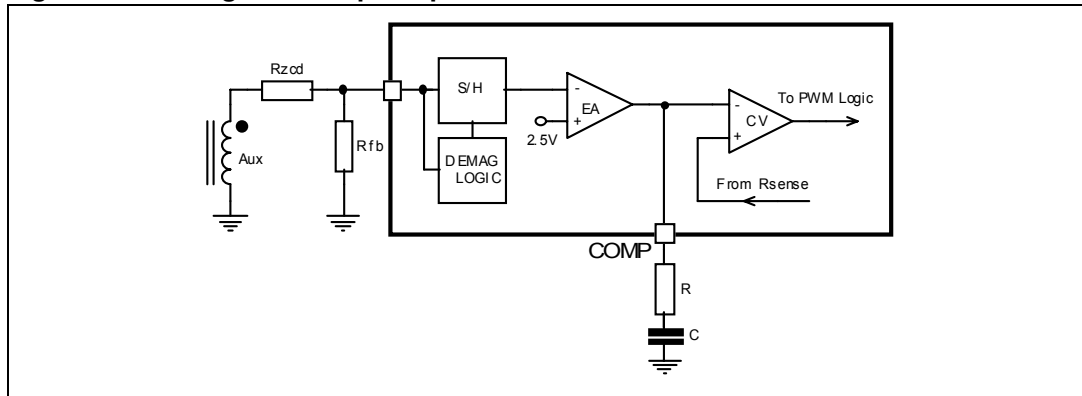 Rzcd
S/H
To PWM Logic
-
EA
+
-
CV
+
2.5V
Aux
Rfb
DEMAG
LOGIC
From Rsense
COMP
R
C